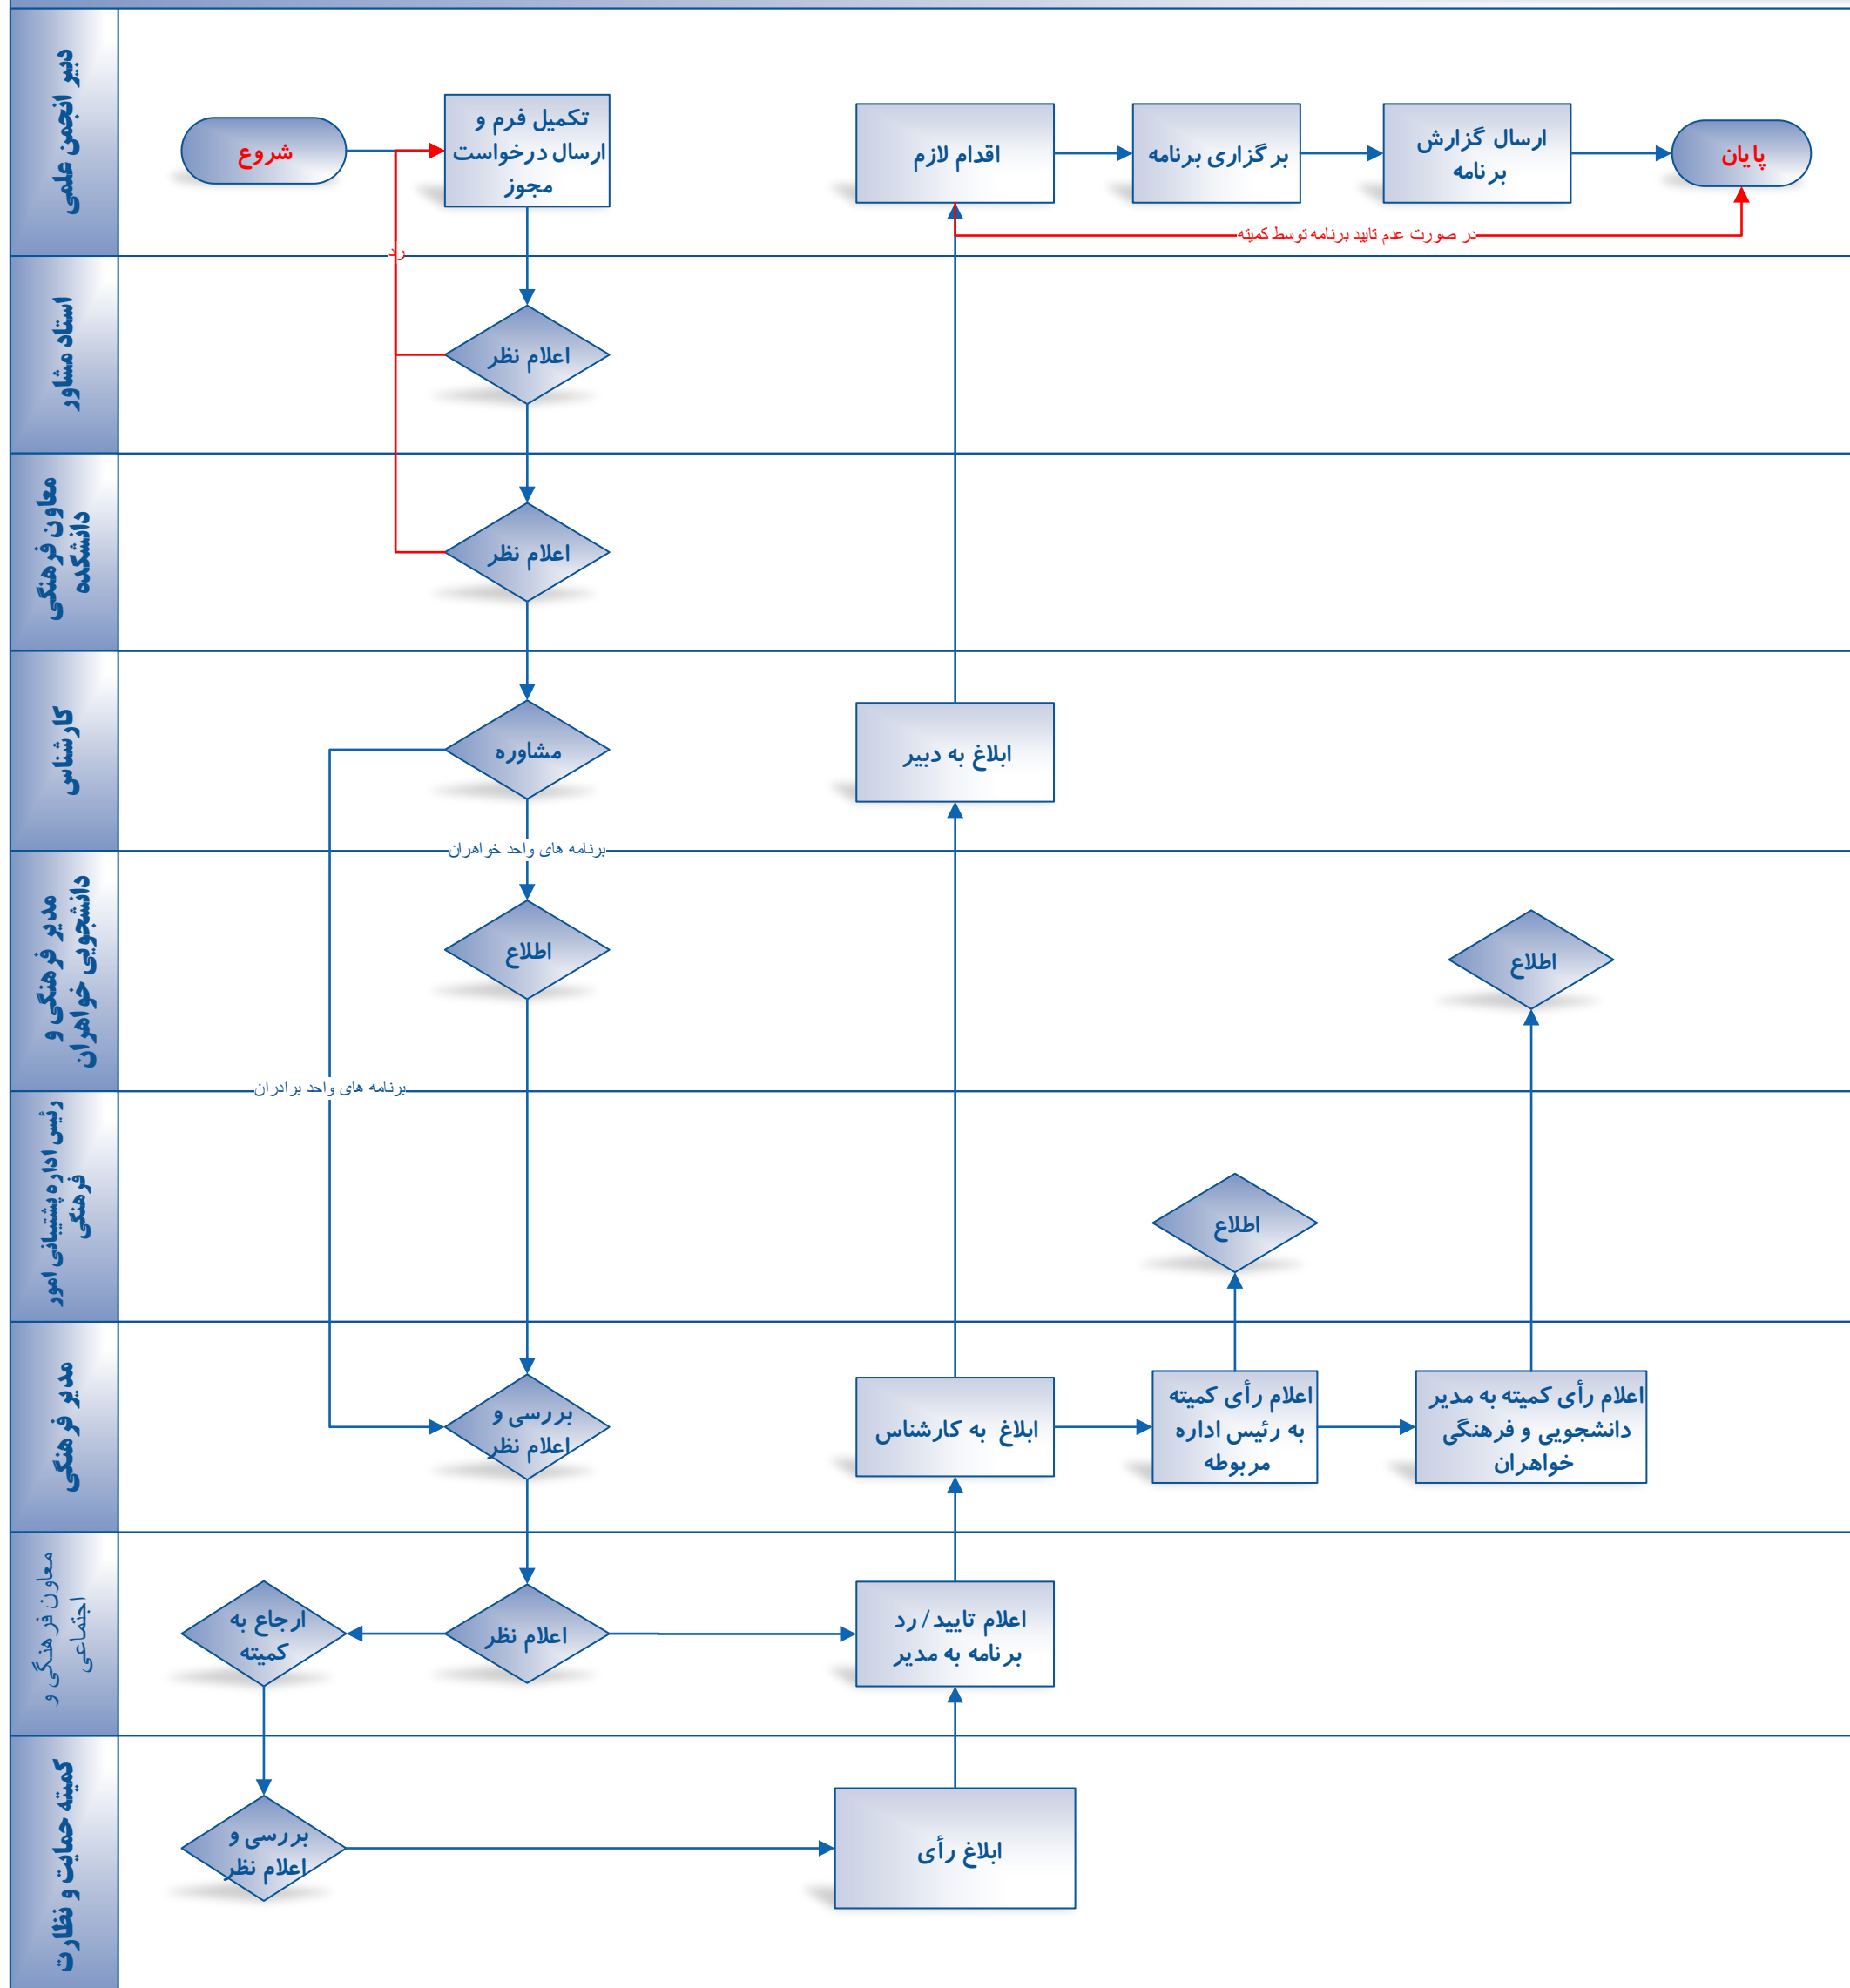 دبیر انجمن علمی
شروع
تکمیل فرم و
ارسال درخواست
مجوز
اقدام لازم
برگزاری برنامه
ارسال گزارش
برنامه
پایان
در صورت عدم تایید برنامه توسط کمیته
رد
استاد مشاور
اعلام نظر
معاون فرهنگی
دانشکده
اعلام نظر
کارشناس
مشاوره
ابلاغ به دبیر
برنامه های واحد خواهران
مدیر فرهنگی و
دانشجویی خواهران
اطلاع
اطلاع
برنامه های واحد برادران
رئیس اداره پشتیبانی امور
فرهنگی
اطلاع
مدیر فرهنگی
بررسی و
اعلام نظر
ابلاغ به کارشناس
اعلام رأی کمیته
به رئیس اداره
مربوطه
اعلام رأی کمیته به مدیر
دانشجویی و فرهنگی
خواهران
معاون فرهنگی و
اجتماعی
ارجاع به
کمیته
اعلام نظر
اعلام تایید/رد
برنامه به مدیر
کمیته حمایت و نظارت
بررسی و
اعلام نظر
ابلاغ رأی